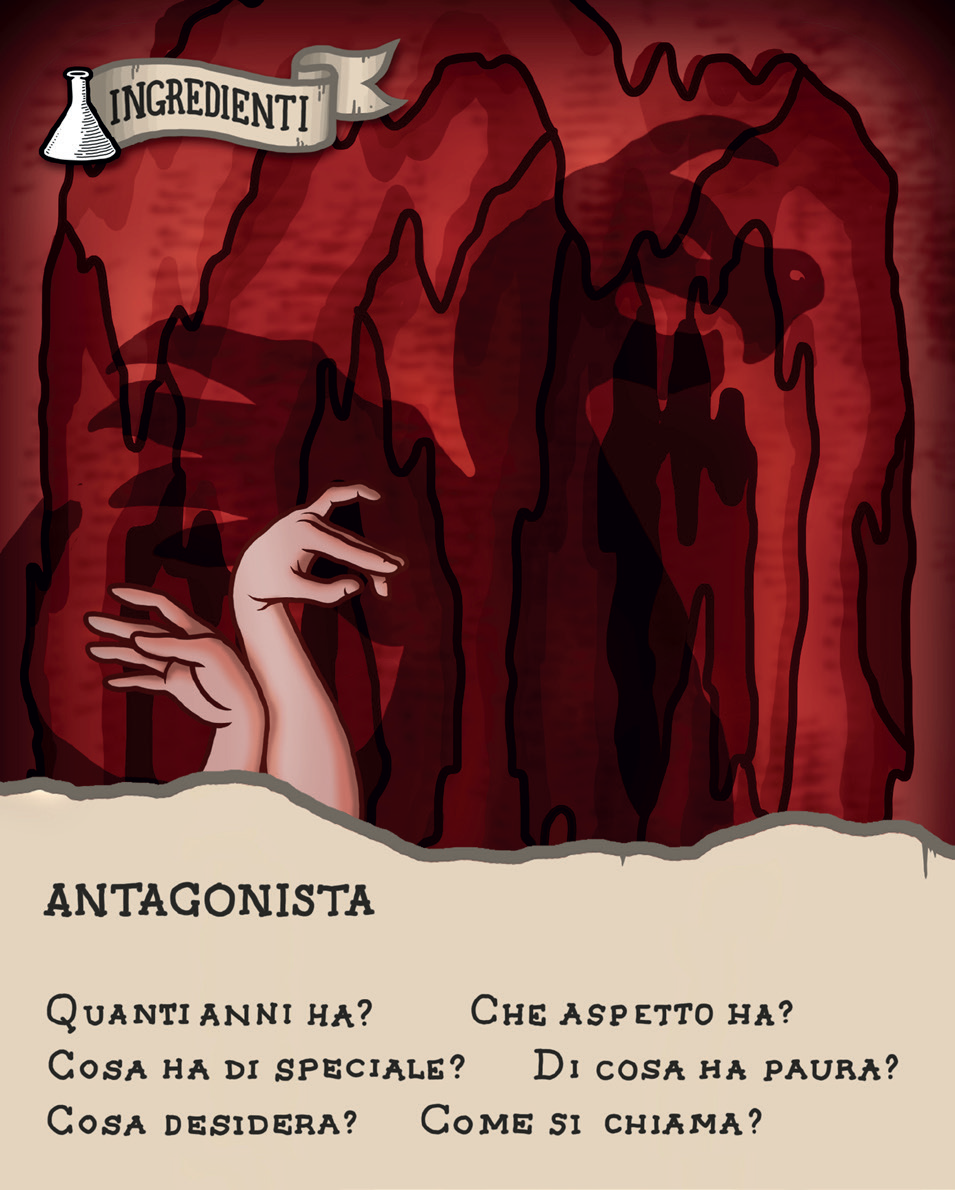 INGREDIENTI
ANTAGONISTA
QUANTI ANNI HA? CHE ASPETTO HA?
COSA HA DI SPECIALE? DI COSA HA PAURA?
COSA DESIDERA? COME SI CHIAMA?